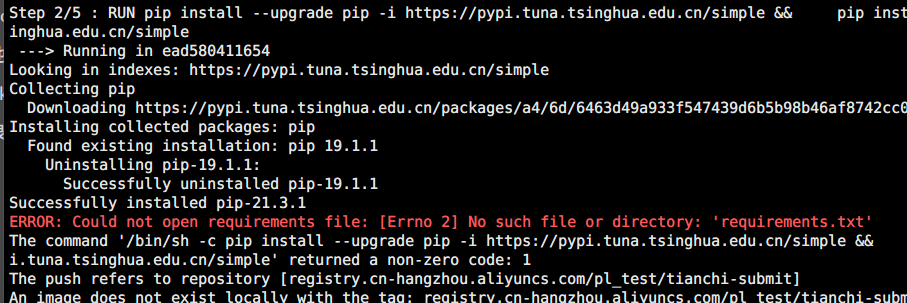 Step 2/5 : RUN pip install --upgrade pip -i https://pypi.tuna.tsinghua.edu.cn/simple &&     pip inst
inghua.edu.cn/simple
 ---> Running in ead580411654
Looking in indexes: https://pypi.tuna.tsinghua.edu.cn/simple
Collecting pip
  Downloading https://pypi.tuna.tsinghua.edu.cn/packages/a4/6d/6463d49a933f547439d6b5b98b46af8742cc0
Installing collected packages: pip
  Found existing installation: pip 19.1.1
    Uninstalling pip-19.1.1:
      Successfully uninstalled pip-19.1.1
Successfully installed pip-21.3.1
ERROR: Could not open requirements file: [Errno 2] No such file or directory: 'requirements.txt'
The command '/bin/sh -c pip install --upgrade pip -i https://pypi.tuna.tsinghua.edu.cn/simple &&
i.tuna.tsinghua.edu.cn/simple' returned a non-zero code: 1
The push refers to repository [registry.cn-hangzhou.aliyuncs.com/pl_test/tianchi-submit]
An image does not exist locally with the tag: registry.cn-hangzhou.aliyuncs.com/pl_test/tianchi-subm